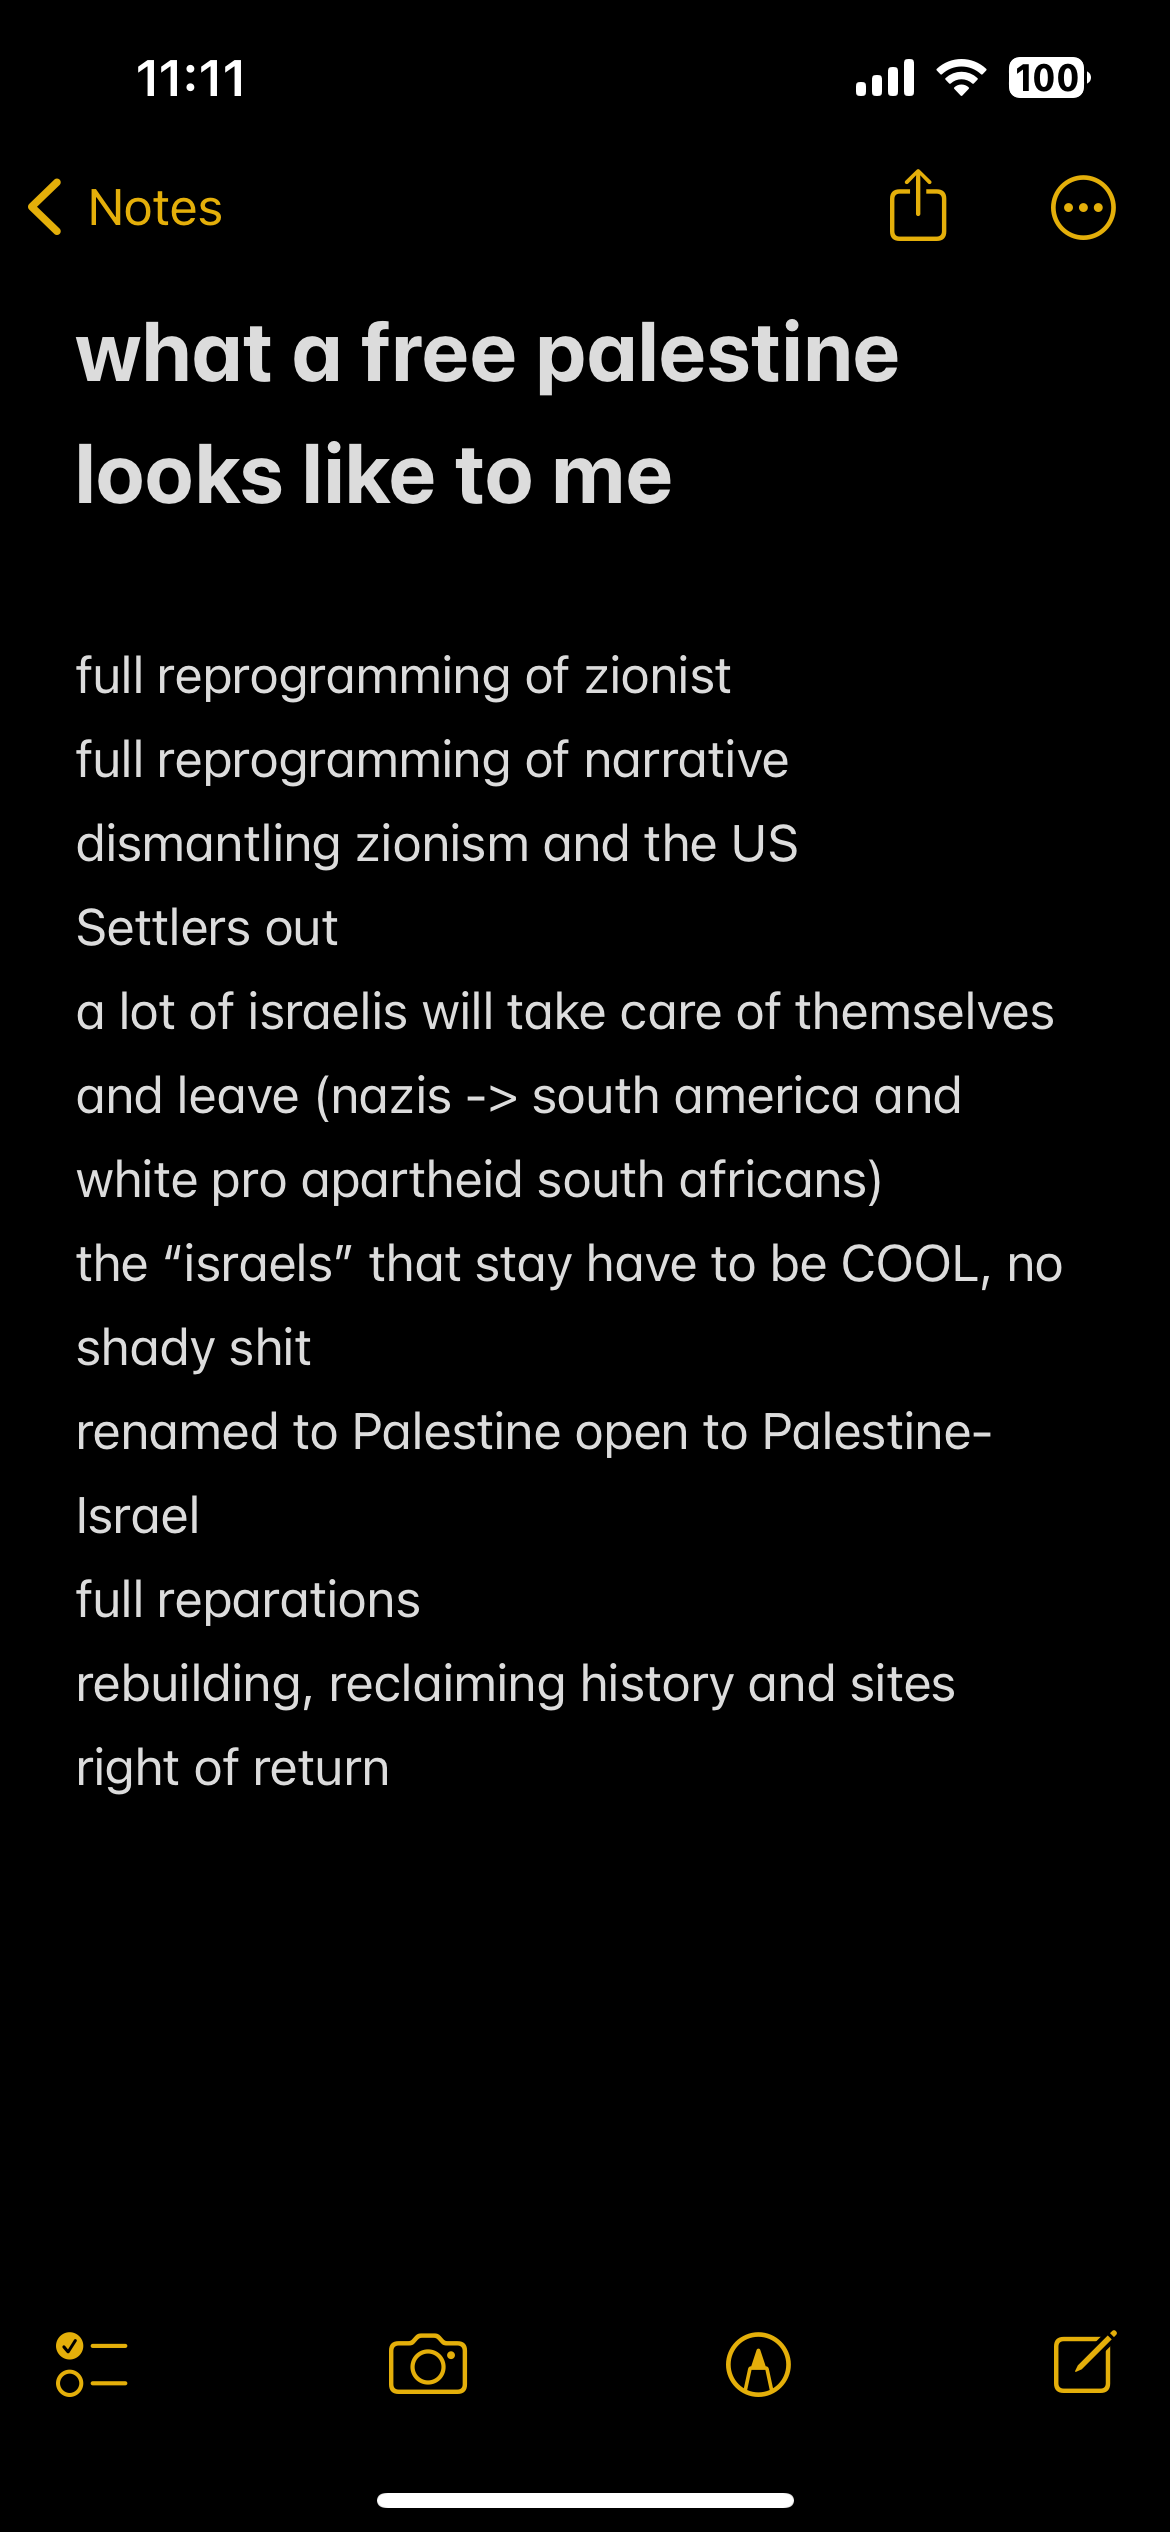 11:11
100
Notes
what a free palestine
looks like to me
full reprogramming of zionist
full reprogramming of narrative
dismantling zionism and the US
Settlers out
a lot of israelis will take care of themselves
and leave (nazis -> south america and
white pro apartheid south africans)
the “israels” that stay have to be COOL, no
shady shit
renamed to Palestine open to Palestine-
Israel
full reparations
rebuilding, reclaiming history and sites
right of return